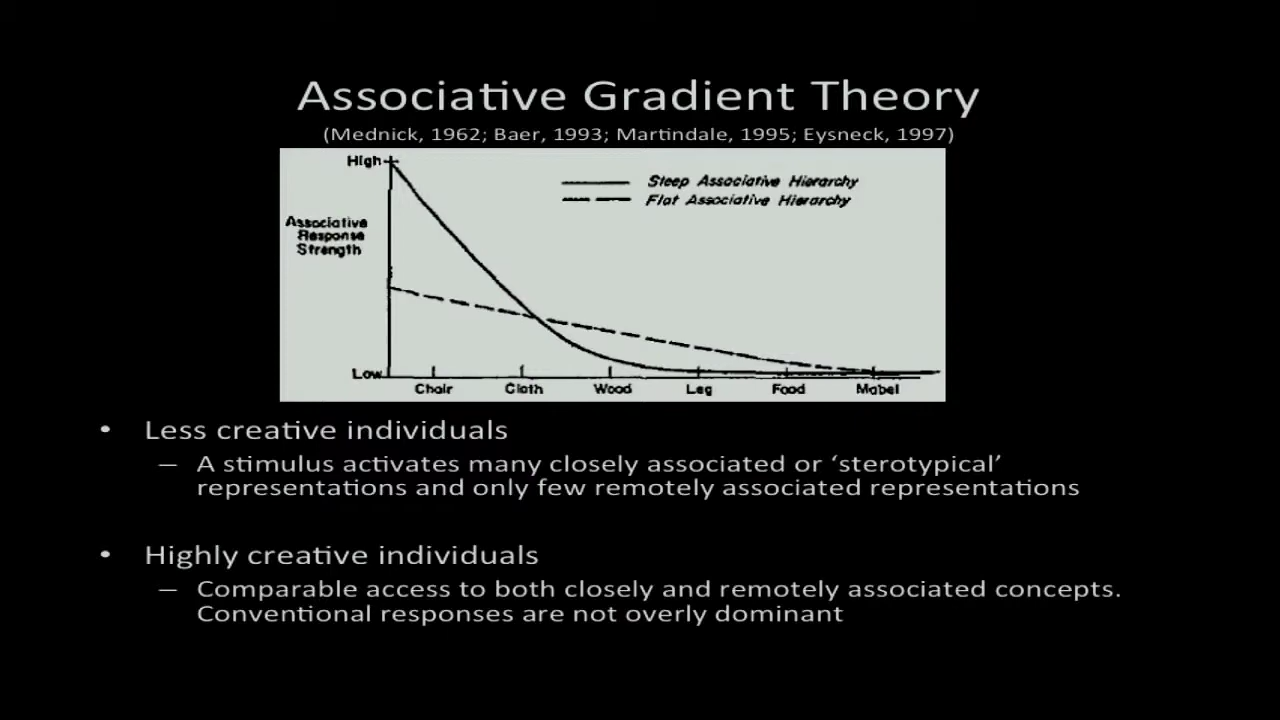 Associative Gradient Theory
(Mednick, 1962; Baer, 1993; Martindale, 1995; Eysneck, 1997)
High
Steep Associative Hierarchy
Flat Associative Hierarchy
Associative
Response
Strength
Low
Chair Cloth Wood Leg Food Mabel
• Less creative individuals
– A stimulus activates many closely associated or ‘sterotypical’
representations and only few remotely associated representations
• Highly creative individuals
– Comparable access to both closely and remotely associated concepts.
Conventional responses are not overly dominant